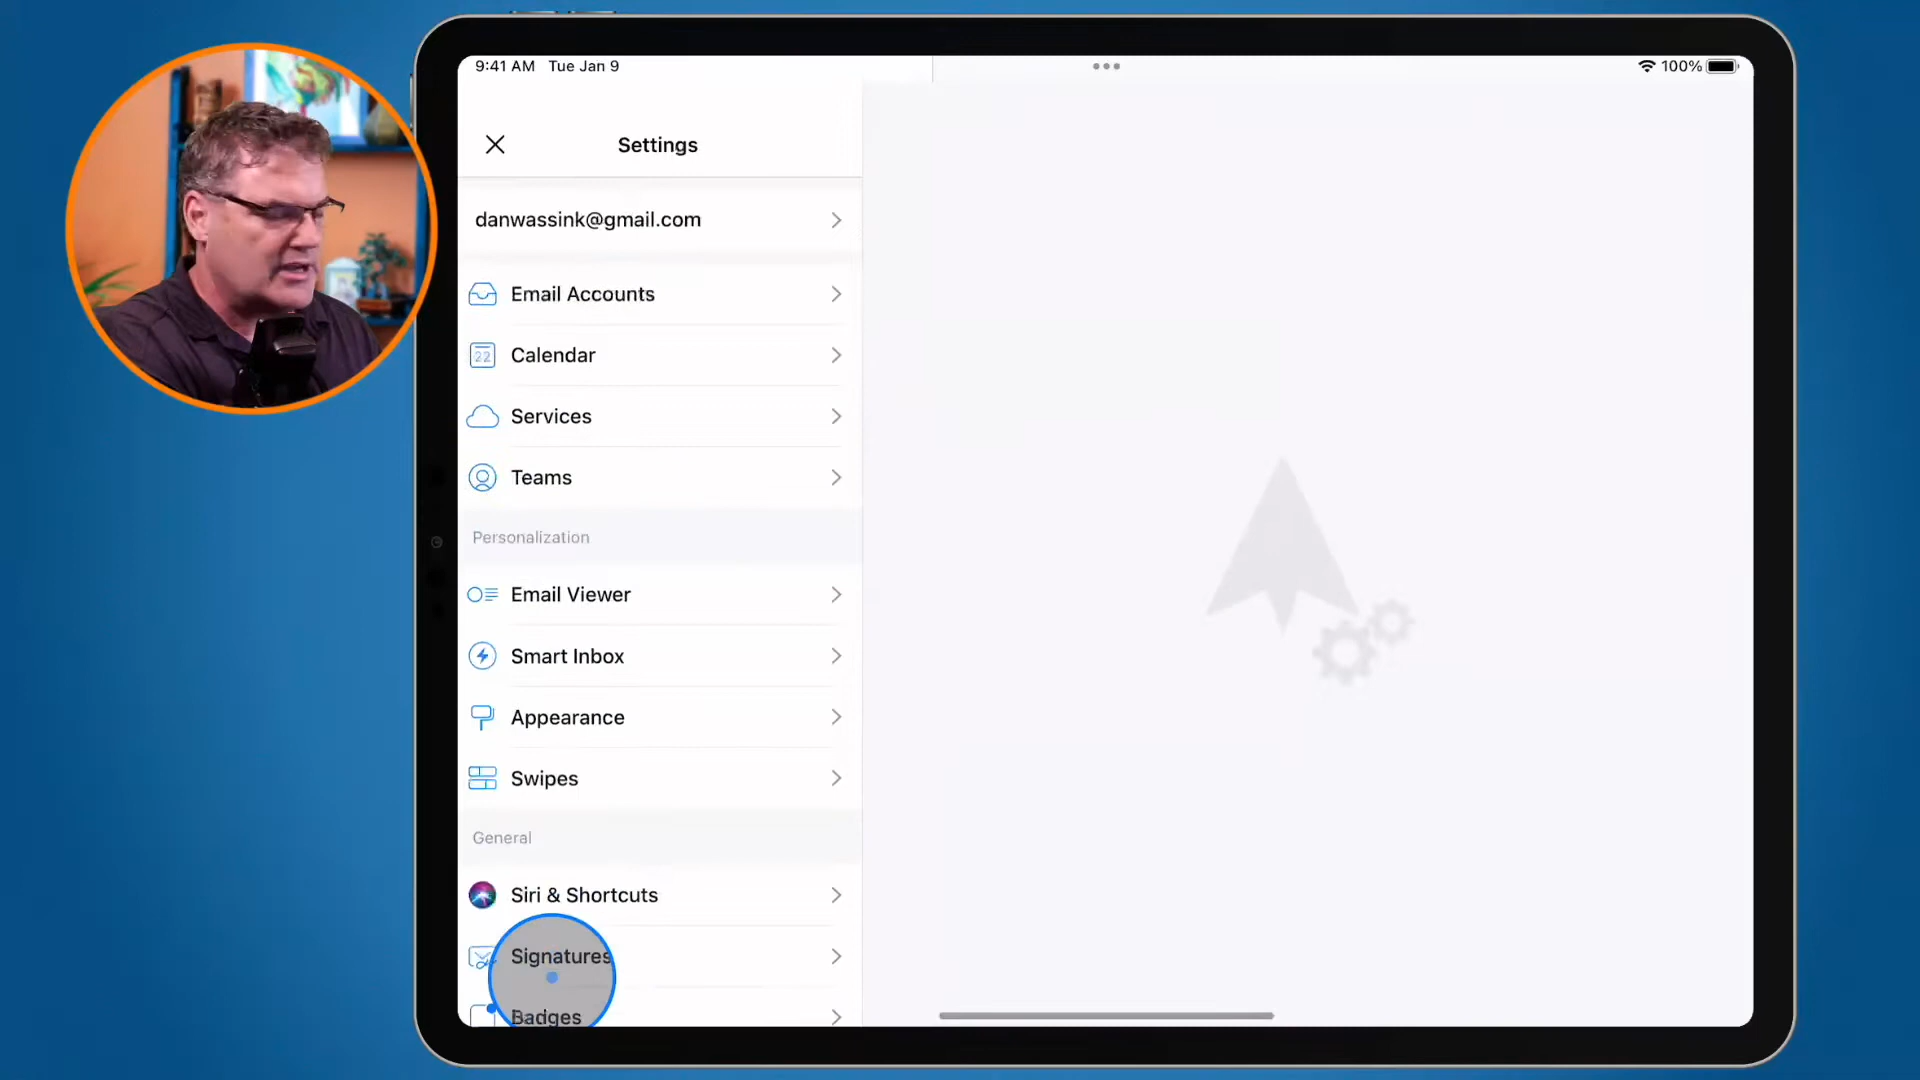 9:41 AM Tue Jan 9
100%
Settings
danwassink@gmail.com
Email Accounts
22 Calendar
Services
Teams
Personalization
Email Viewer
Smart Inbox
Appearance
Swipes
General
Siri & Shortcuts
Signatures
Badges